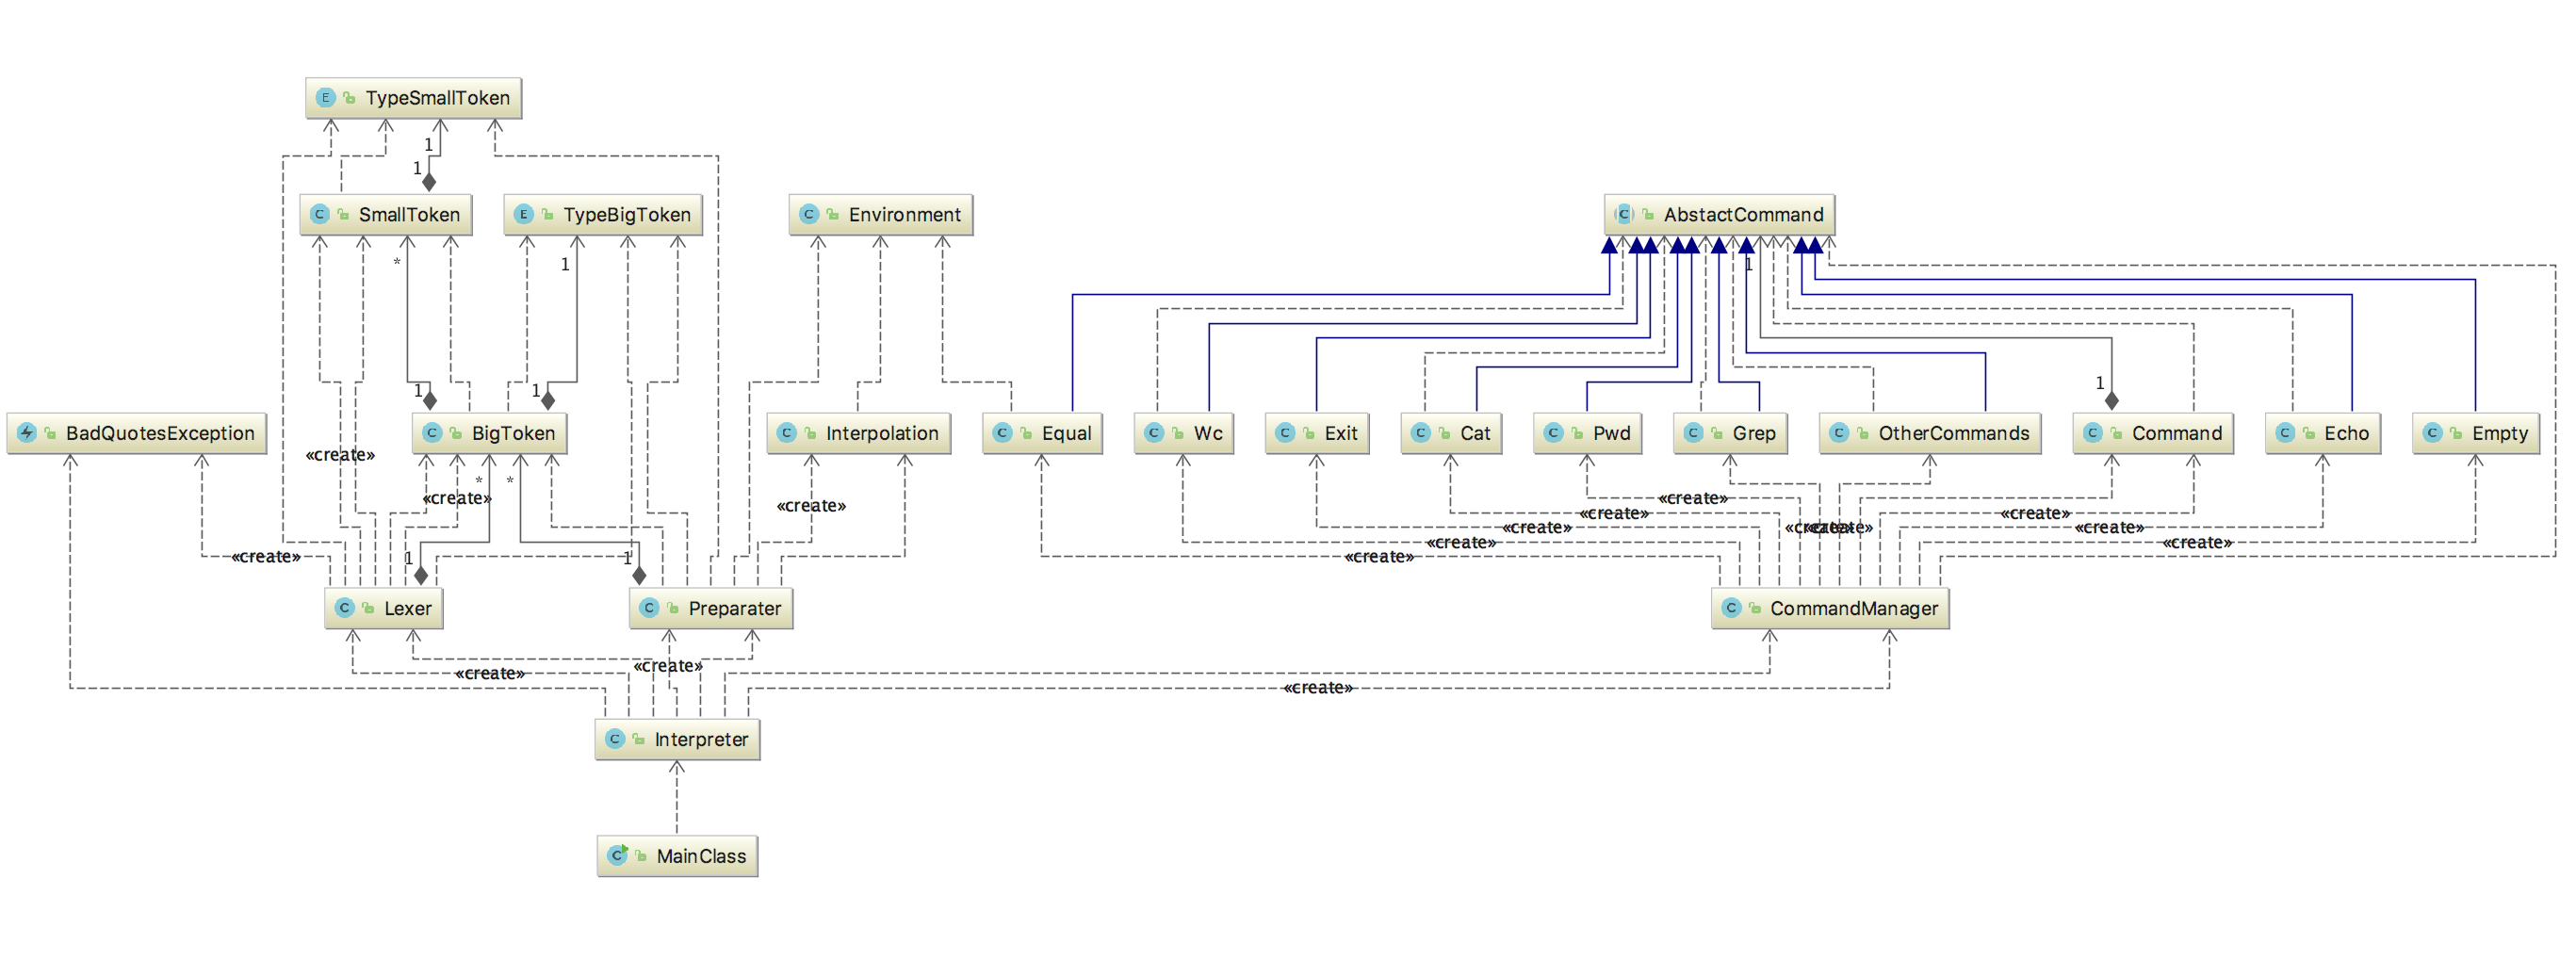 TypeSmallToken
1
1
SmallToken
TypeBigToken
Environment
AbstactCommand
*
1
1
1
1
1
BadQuotesException
BigToken
Interpolation
Equal
Wc
Exit
Cat
Pwd
Grep
OtherCommands
Command
Echo
Empty
«create»
*
*
«create»
«create»
«create»
«create»
«create»
«create»
«create»
«create»
«create»
«create»
«create»
«create»
«create»
1
1
Lexer
Preparater
CommandManager
«create»
«create»
«create»
Interpreter
MainClass